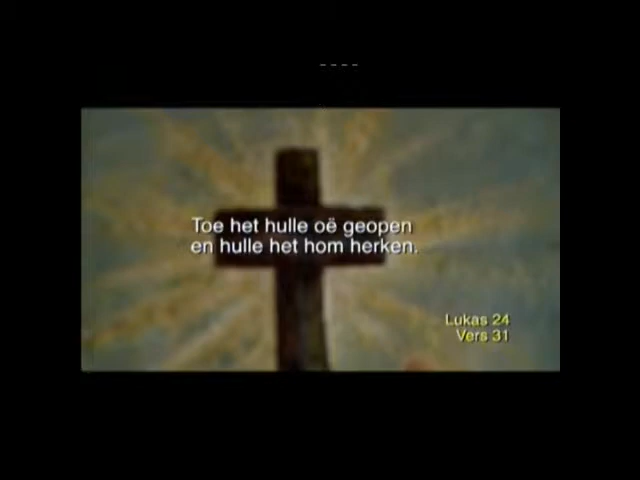 Toe het hulle oë geopen
en hulle het hom herken.
Lukas 24
Vers 31